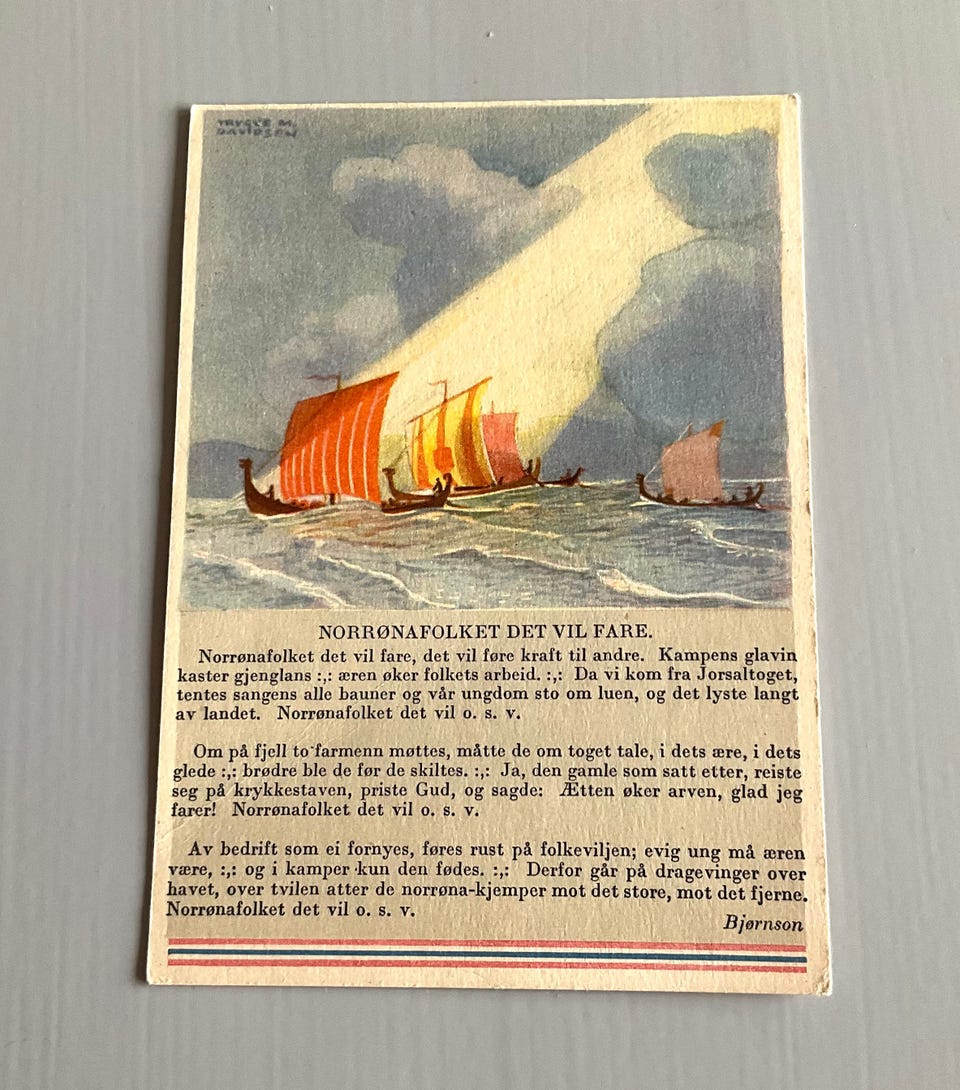 TRYGVE M.
DAVIDSEN
NORRØNAFOLKET DET VIL FARE.
Norrønafolket det vil fare, det vil føre kraft til andre. Kampens glavin
kaster gjenglans :,: æren øker folkets arbeid. :,: Da vi kom fra Jorsaltoget,
tentes sangens alle bauner og vår ungdom sto om luen, og det lyste langt
av landet. Norrønafolket det vil o. s. v.
Om på fjell to farmenn møttes, måtte de om toget tale, i dets ære, i dets
glede :,: brødre ble de før de skiltes. :,: Ja, den gamle som satt etter, reiste
seg på krykkestaven, priste Gud, og sagde: Ætten øker arven, glad jeg
farer! Norrønafolket det vil o. s. v.
Av bedrift som ei fornyes, føres rust på folkeviljen; evig ung må æren
være, :,: og i kamper kun den fødes. :,: Derfor går på dragevinger over
havet, over tvilen atter de norrøna-kjemper mot det store, mot det fjerne.
Norrønafolket det vil o. s. v.
Bjørnson